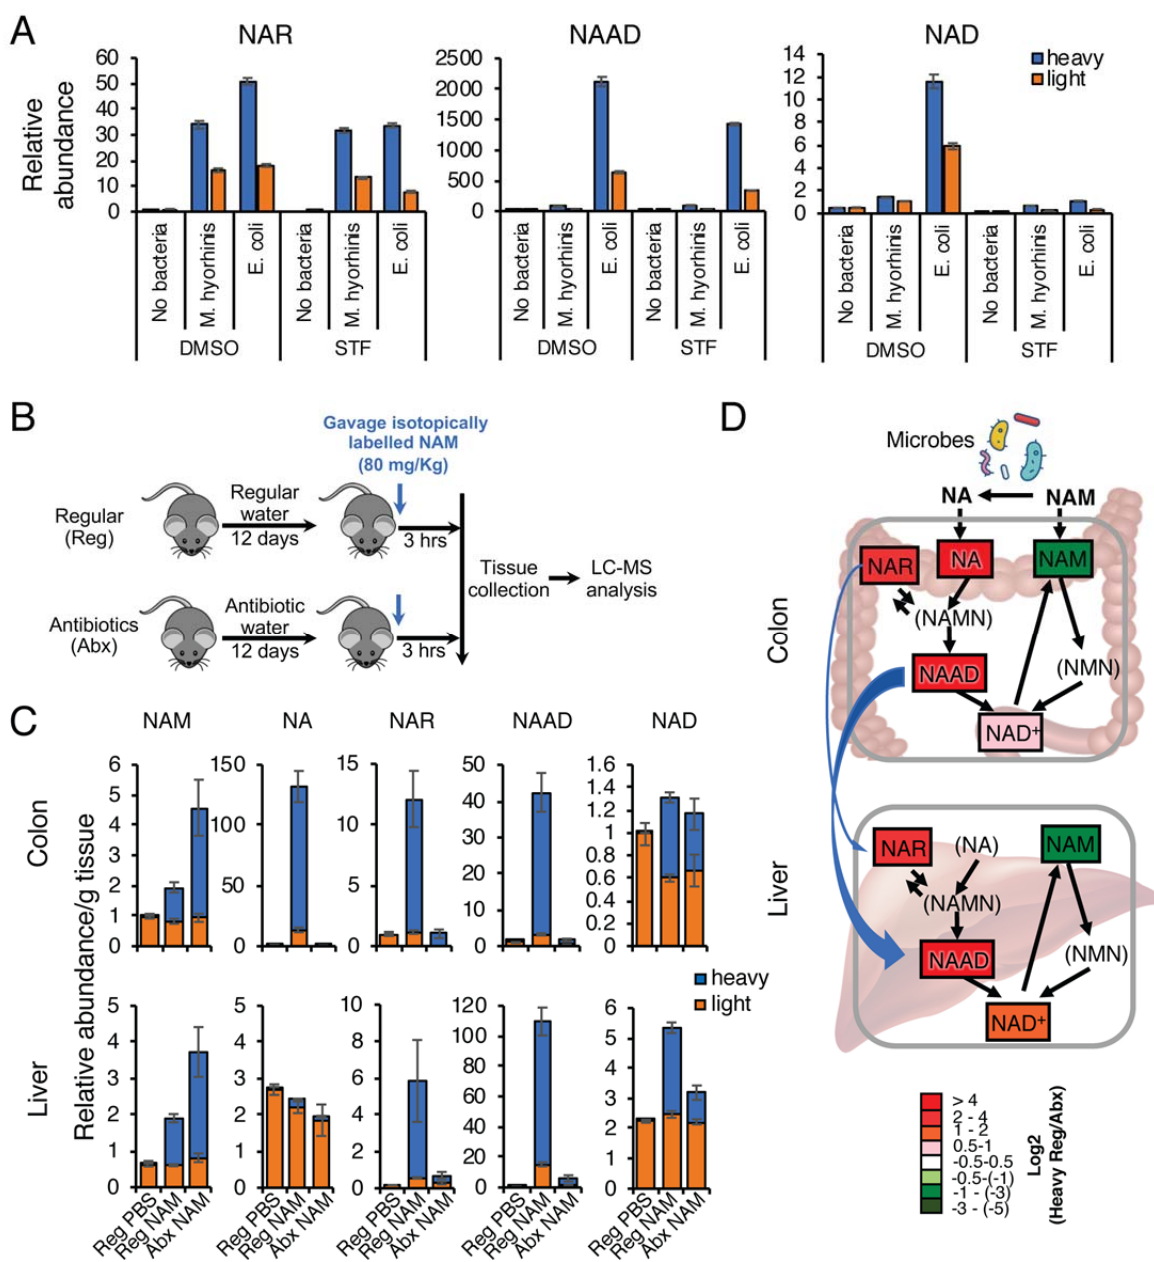 A
NAR
NAAD
NAD
heavy
light
Relative
abundance
60
50
40
30
20
10
0
2500
2000
1500
1000
500
0
14
12
10
8
6
4
2
0
No bacteria
M. hyorhinis
E. coli
No bacteria
M. hyorhinis
E. coli
DMSO
STF
No bacteria
M. hyorhinis
E. coli
No bacteria
M. hyorhinis
E. coli
DMSO
STF
No bacteria
M. hyorhinis
E. coli
No bacteria
M. hyorhinis
E. coli
DMSO
STF
B
Gavage isotopically
labelled NAM
(80 mg/Kg)
Regular
(Reg)
Regular
water
12 days
3 hrs
Tissue
collection
LC-MS
analysis
Antibiotics
(Abx)
Antibiotic
water
12 days
3 hrs
C
NAM
NA
NAR
NAAD
NAD
Colon
Liver
Relative abundance/g tissue
6
5
4
3
2
1
0
150
100
50
0
15
10
5
0
50
40
30
20
10
0
1.6
1.4
1.2
1
0.8
0.6
0.4
0.2
0
heavy
light
5
4
3
2
1
0
5
4
3
2
1
0
10
8
6
4
2
0
120
100
80
60
40
20
0
6
5
4
3
2
1
0
Reg PBS
Reg NAM
Abx NAM
Reg PBS
Reg NAM
Abx NAM
Reg PBS
Reg NAM
Abx NAM
Reg PBS
Reg NAM
Abx NAM
Reg PBS
Reg NAM
Abx NAM
D
Microbes
NA
NAM
Colon
NAR
NA
NAM
(NAMN)
NAAD
(NMN)
NAD+
Liver
NAR
(NA)
NAM
(NAMN)
NAAD
(NMN)
NAD+
> 4
2 - 4
1 - 2
0.5-1
-0.5-0.5
-0.5-(-1)
-1 - (-3)
-3 - (-5)
Log2
(Heavy Reg/Abx)